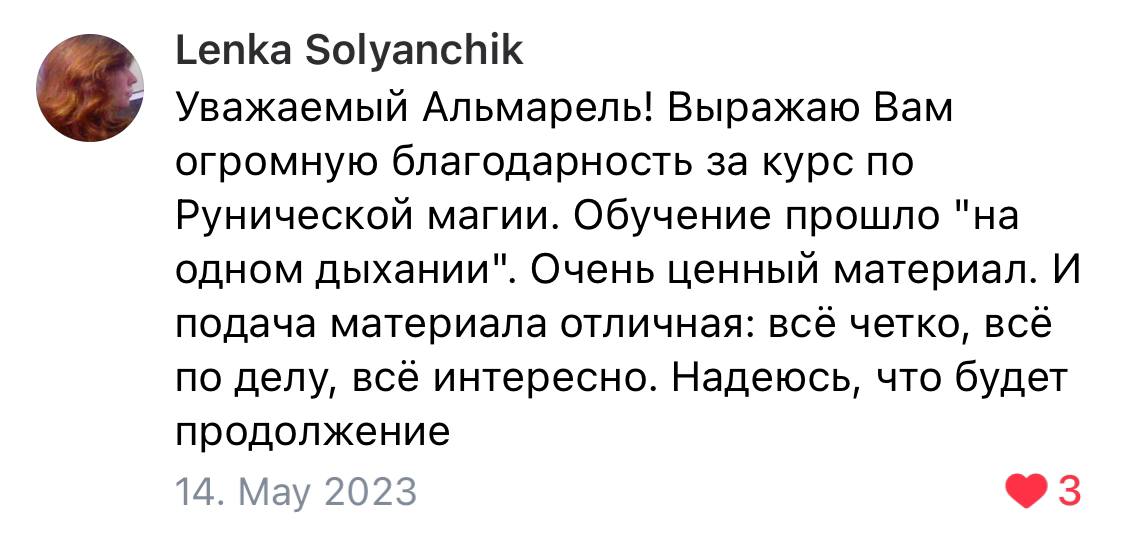 Lenka Solyanchik
Уважаемый Альмарель! Выражаю Вам
огромную благодарность за курс по
Рунической магии. Обучение прошло "на
одном дыхании". Очень ценный материал. И
подача материала отличная: всё четко, всё
по делу, всё интересно. Надеюсь, что будет
продолжение
14. May 2023
3